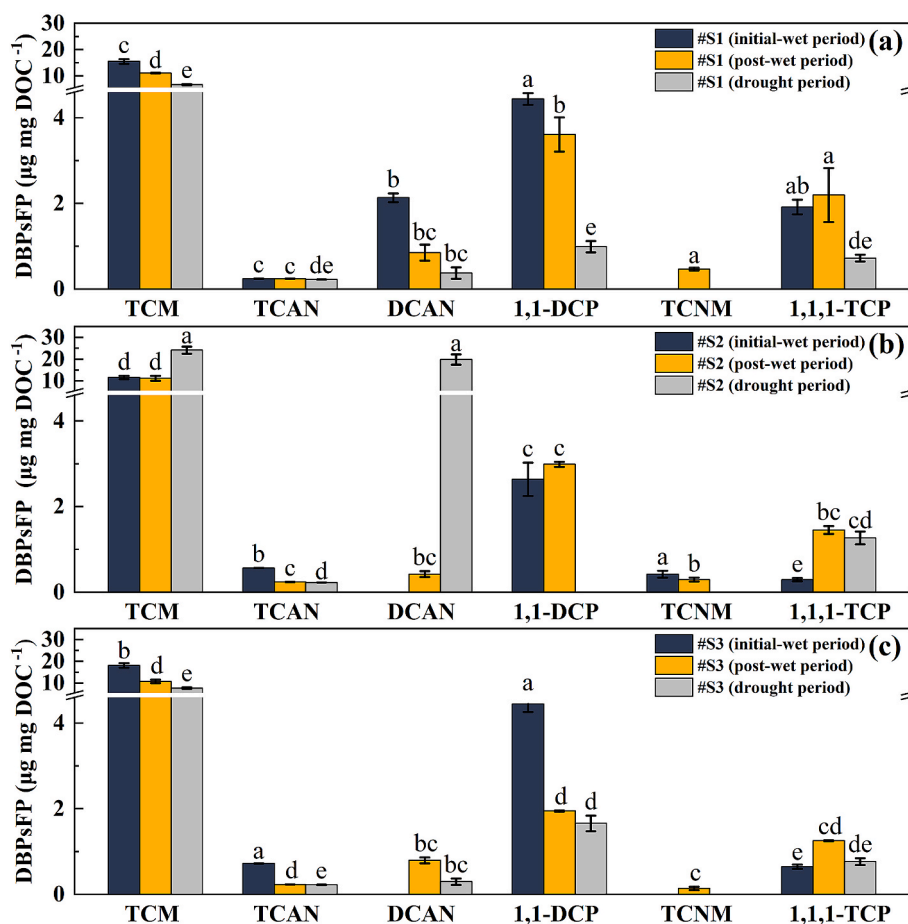 (a)
#S1 (initial-wet period)
#S1 (post-wet period)
#S1 (drought period)
DBPsFP (µg mg DOC⁻¹)
30
20
10
4
2
0
c d e
c c de
b bc bc
a b e
a
ab a de
TCM TCAN DCAN 1,1-DCP TCNM 1,1,1-TCP
(b)
#S2 (initial-wet period)
#S2 (post-wet period)
#S2 (drought period)
DBPsFP (µg mg DOC⁻¹)
30
20
10
4
2
0
d d a
b c d
bc a
c c
a b
e bc cd
TCM TCAN DCAN 1,1-DCP TCNM 1,1,1-TCP
(c)
#S3 (initial-wet period)
#S3 (post-wet period)
#S3 (drought period)
DBPsFP (µg mg DOC⁻¹)
30
20
10
4
2
0
b d e
a d e
bc bc
a d d
c
e cd de
TCM TCAN DCAN 1,1-DCP TCNM 1,1,1-TCP